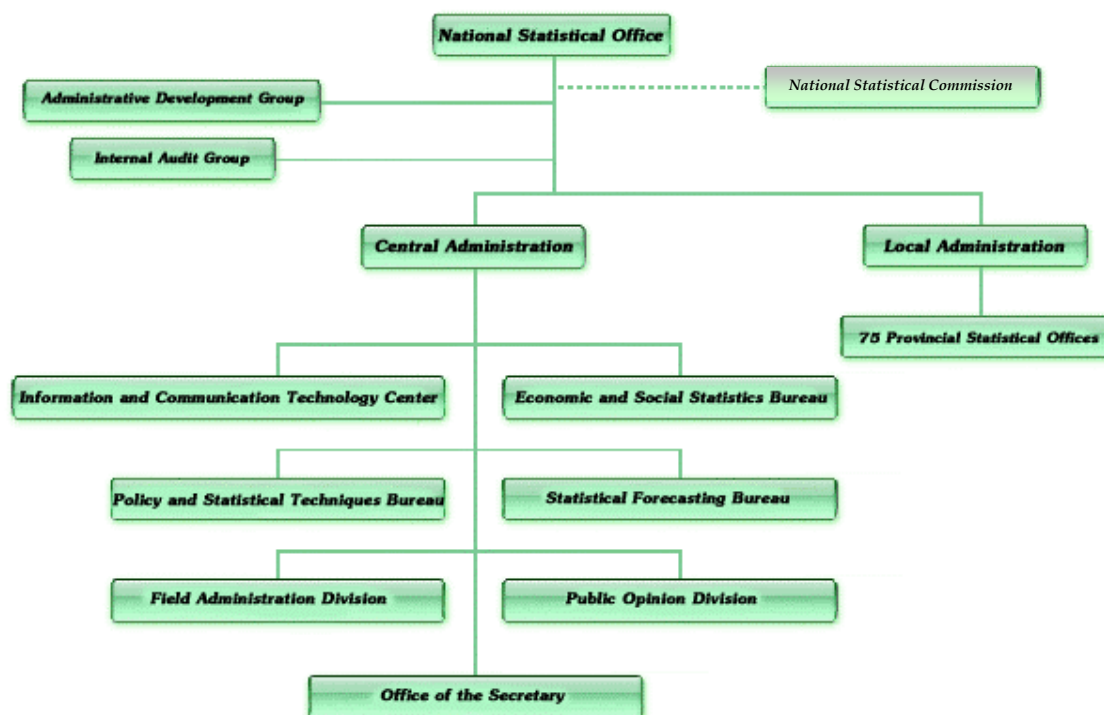 National Statistical Office
National Statistical Commission
Administrative Development Group
Internal Audit Group
Central Administration
Local Administration
75 Provincial Statistical Offices
Information and Communication Technology Center
Economic and Social Statistics Bureau
Policy and Statistical Techniques Bureau
Statistical Forecasting Bureau
Field Administration Division
Public Opinion Division
Office of the Secretary